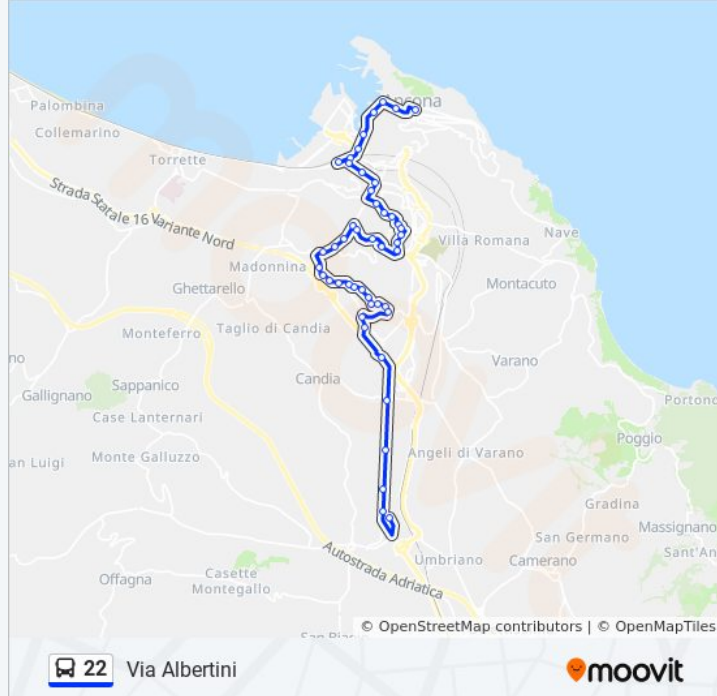 Palombina
Collemarino
Ancona
Torrette
Strada Statale 16 Variante Nord
Nave
Villa Romana
Madonnina
Ghettarello
Montacuto
Taglio di Candia
Monteferro
no
Varano
Candia
Sappanico
Gallignano
Portono
Case Lanternari
Poggio
Angeli di Varano
an Luigi
Monte Galluzzo
Gradina
Massignano
San Germano
Sant'An
Umbriano
Camerano
Autostrada Adriatica
Casette
Montegallo
Offagna
San Bia
© OpenStreetMap contributors | © OpenMapTiles
22 Via Albertini
moovit